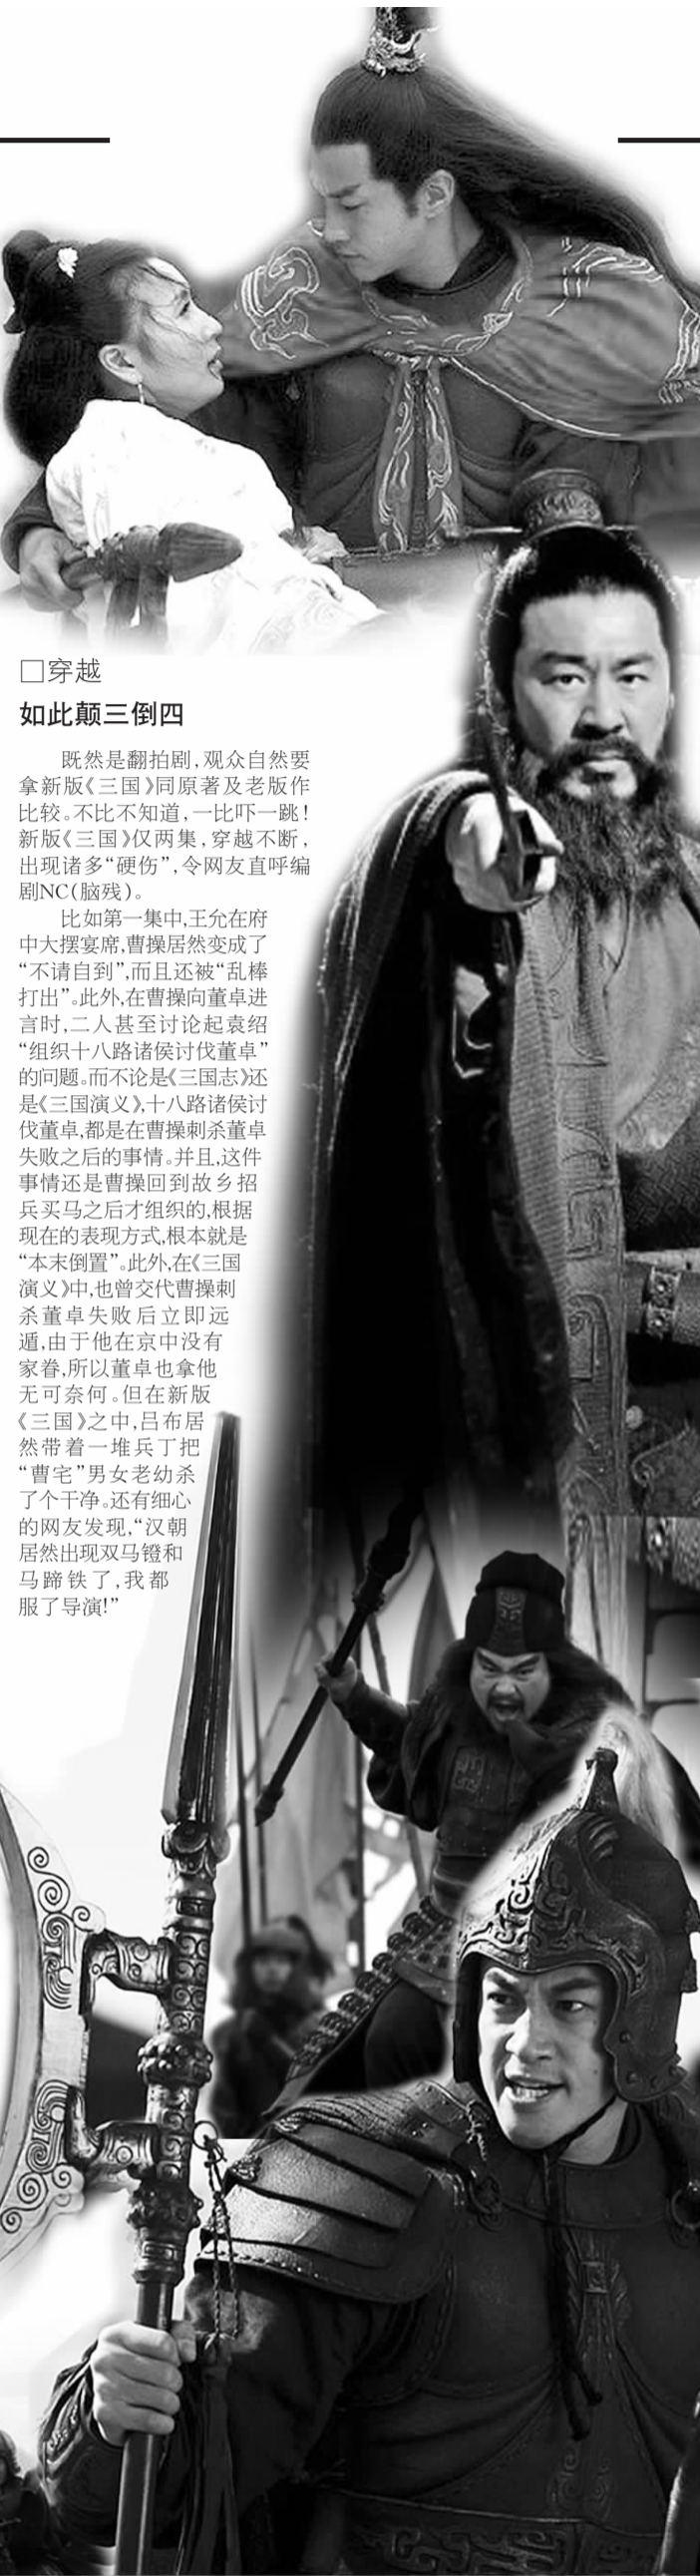 □穿越
如此颠三倒四
既然是翻拍剧,观众自然要
拿新版《三国》同原著及老版作
比较。不比不知道,一比吓一跳!
新版《三国》仅两集,穿越不断,
出现诸多“硬伤”,令网友直呼编
剧NC(脑残)。
比如第一集中,王允在府
中大摆宴席,曹操居然变成了
“不请自到”,而且还被“乱棒
打出”。此外,在曹操向董卓进
言时,二人甚至讨论起袁绍
“组织十八路诸侯讨伐董卓”
的问题。而不论是《三国志》还
是《三国演义》,十八路诸侯讨
伐董卓,都是在曹操刺杀董卓
失败之后的事情。并且,这件
事情还是曹操回到故乡招
兵买马之后才组织的,根据
现在的表现方式,根本就是
“本末倒置”。此外,在《三国
演义》中,也曾交代曹操刺
杀董卓失败后立即远
遁,由于他在京中没有
家眷,所以董卓也拿他
无可奈何。但在新版
《三国》之中,吕布居
然带着一堆兵丁把
“曹宅”男女老幼杀
了个干净。还有细心
的网友发现,“汉朝
居然出现双马镫和
马蹄铁了,我都
服了导演!”